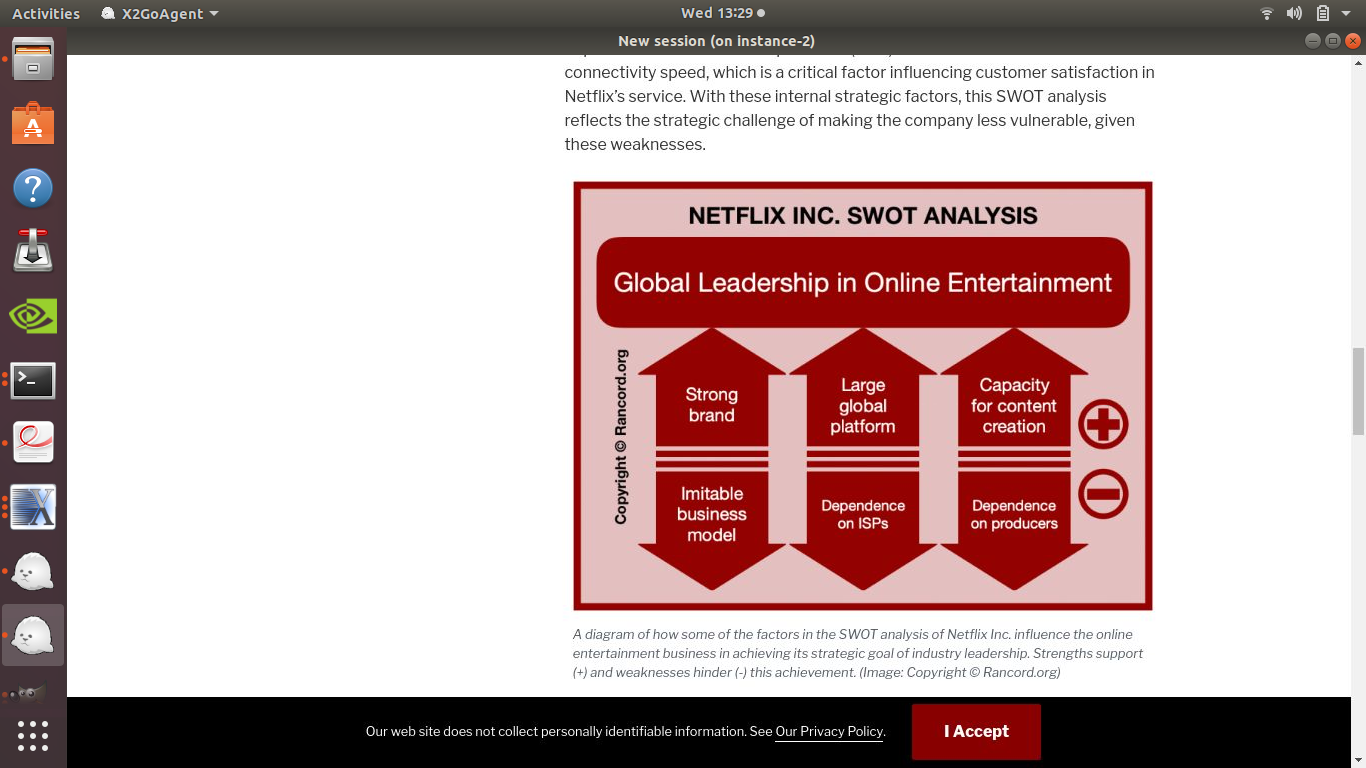 Activities
X2GoAgent
Wed 13:29
New session (on instance-2)
connectivity speed, which is a critical factor influencing customer satisfaction in
Netflix’s service. With these internal strategic factors, this SWOT analysis
reflects the strategic challenge of making the company less vulnerable, given
these weaknesses.
NETFLIX INC. SWOT ANALYSIS
Global Leadership in Online Entertainment
Copyright © Rancord.org
Strong
brand
Large
global
platform
Capacity
for content
creation
Imitable
business
model
Dependence
on ISPs
Dependence
on producers
A diagram of how some of the factors in the SWOT analysis of Netflix Inc. influence the online
entertainment business in achieving its strategic goal of industry leadership. Strengths support
(+) and weaknesses hinder (-) this achievement. (Image: Copyright © Rancord.org)
Our web site does not collect personally identifiable information. See Our Privacy Policy.
I Accept